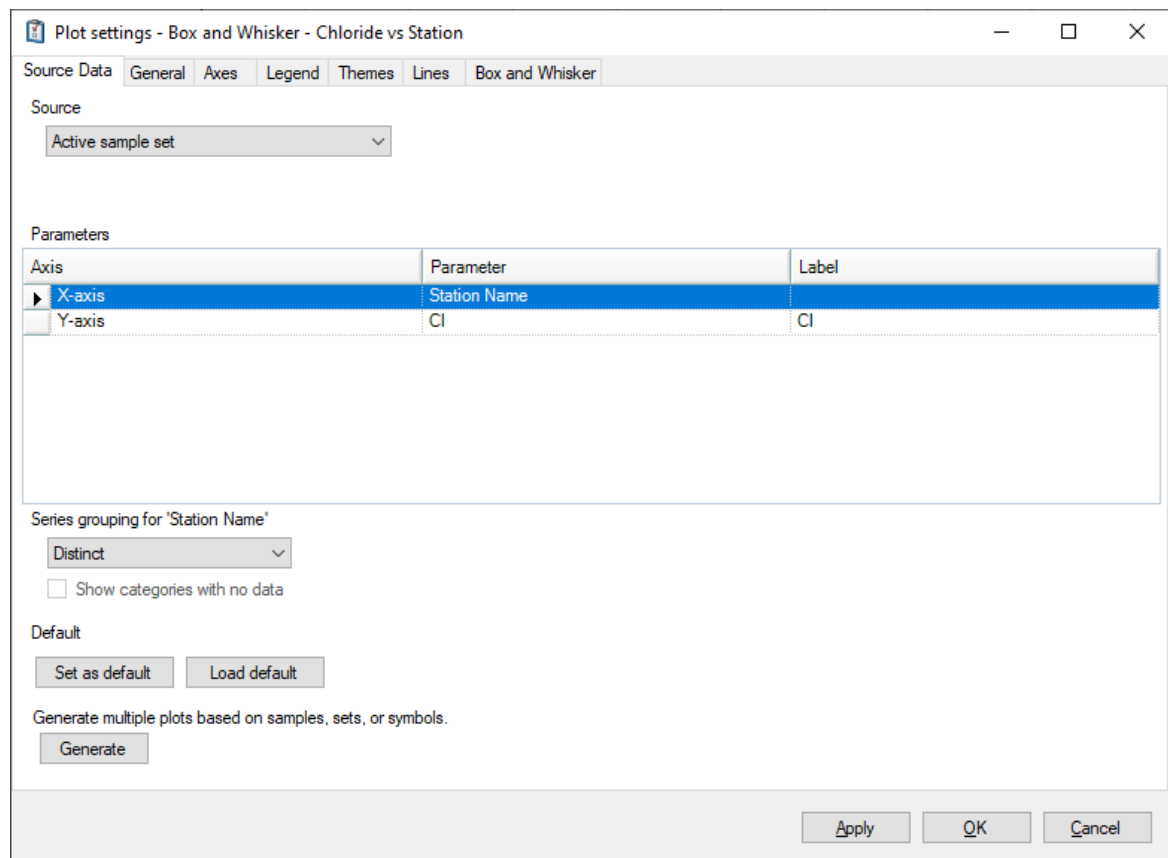 Plot settings - Box and Whisker - Chloride vs Station
Source Data General Axes Legend Themes Lines Box and Whisker
Source
Active sample set
Parameters
Axis Parameter Label
X-axis Station Name
Y-axis Cl Cl
Series grouping for 'Station Name'
Distinct
Show categories with no data
Default
Set as default Load default
Generate multiple plots based on samples, sets, or symbols.
Generate
Apply OK Cancel